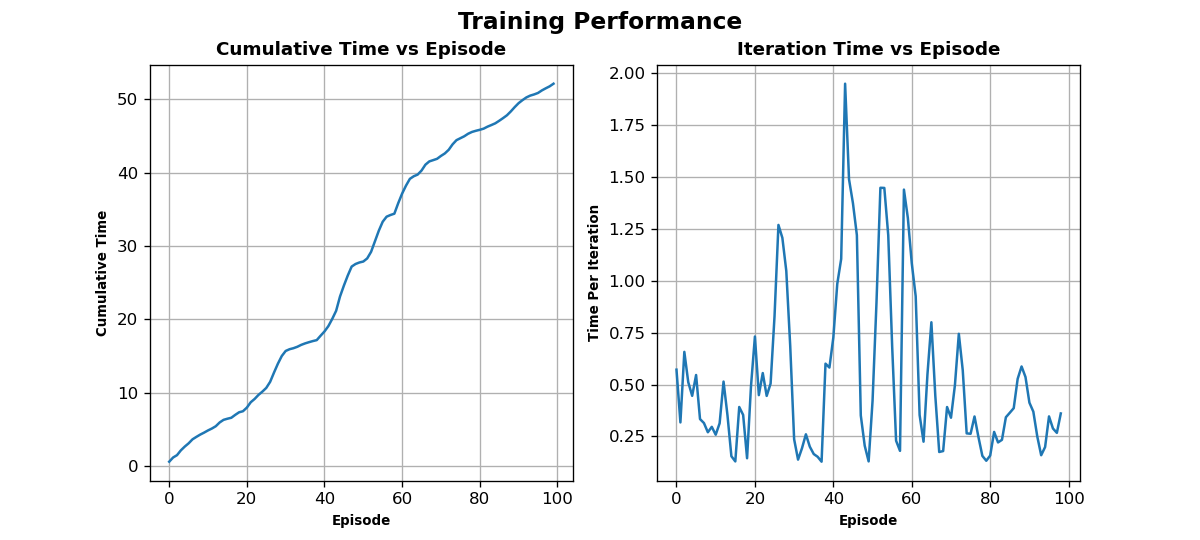 Training Performance
Cumulative Time vs Episode
Cumulative Time
50
40
30
20
10
0
0 20 40 60 80 100
Episode
Iteration Time vs Episode
Time Per Iteration
2.00
1.75
1.50
1.25
1.00
0.75
0.50
0.25
0 20 40 60 80 100
Episode